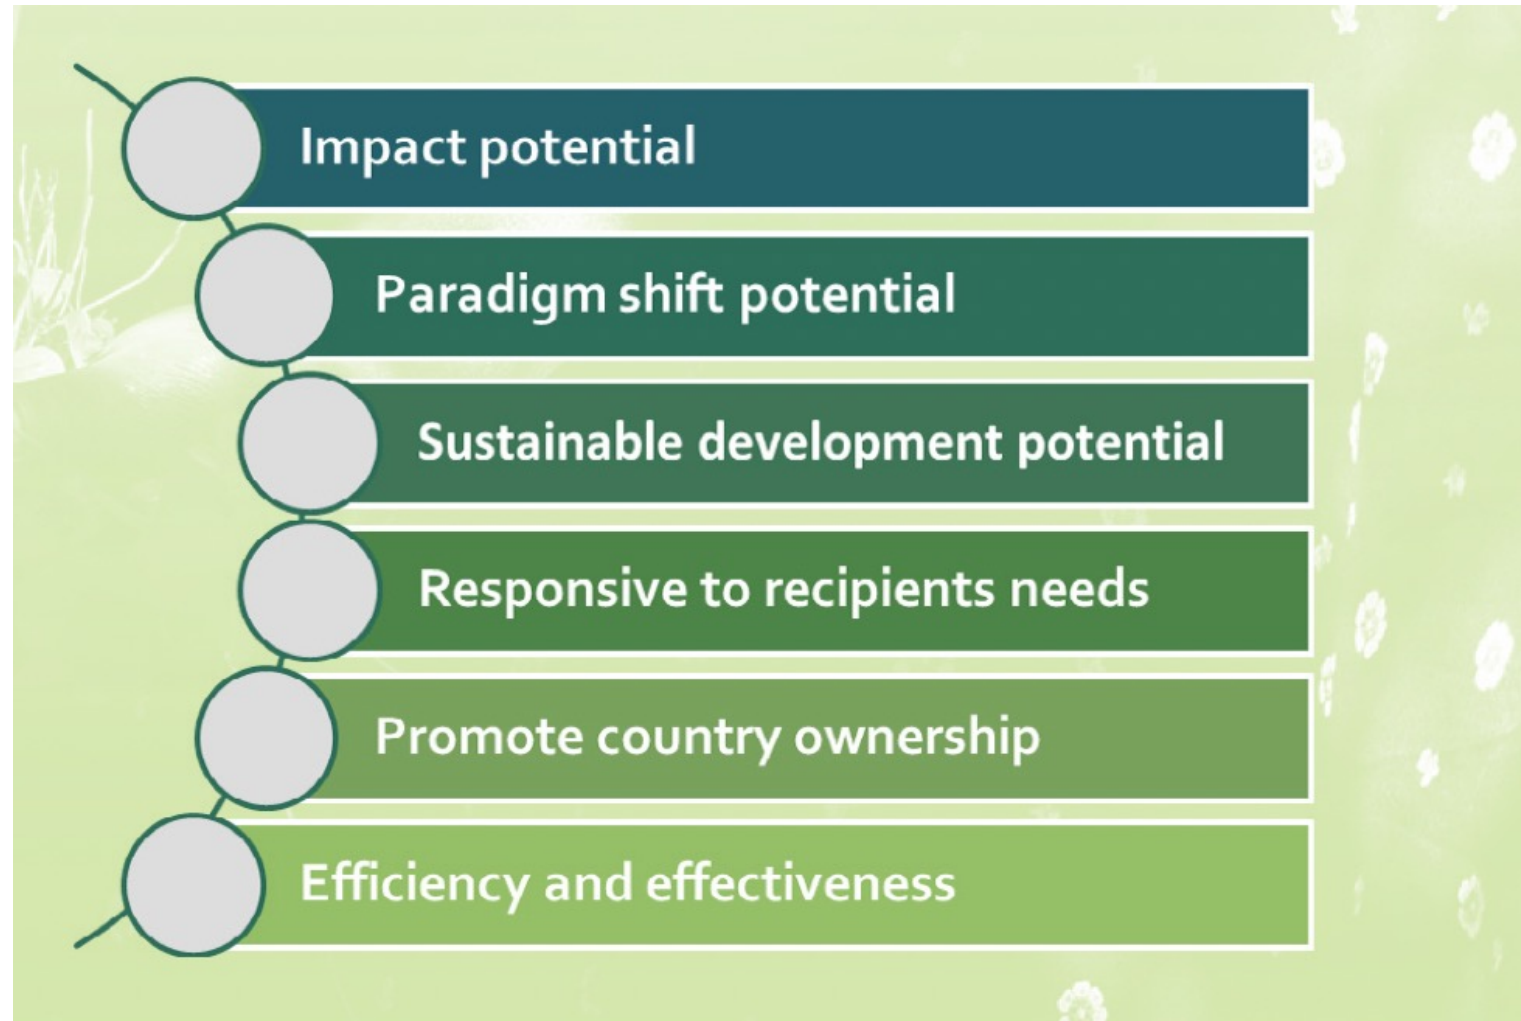 Impact potential
Paradigm shift potential
Sustainable development potential
Responsive to recipients needs
Promote country ownership
Efficiency and effectiveness